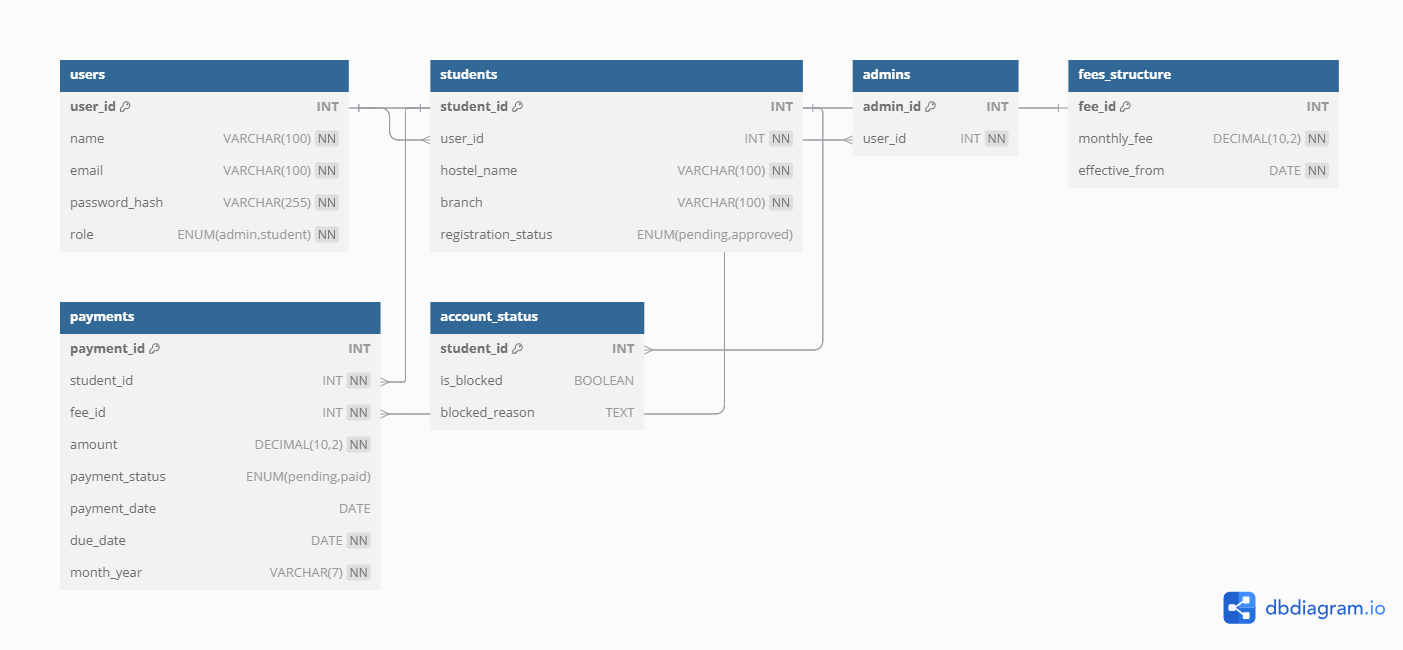 users
user_id INT
name VARCHAR(100) NN
email VARCHAR(100) NN
password_hash VARCHAR(255) NN
role ENUM(admin,student) NN
students
student_id INT
user_id INT NN
hostel_name VARCHAR(100) NN
branch VARCHAR(100) NN
registration_status ENUM(pending,approved)
admins
admin_id INT
user_id INT NN
fees_structure
fee_id INT
monthly_fee DECIMAL(10,2) NN
effective_from DATE NN
payments
payment_id INT
student_id INT NN
fee_id INT NN
amount DECIMAL(10,2) NN
payment_status ENUM(pending,paid)
payment_date DATE
due_date DATE NN
month_year VARCHAR(7) NN
account_status
student_id INT
is_blocked BOOLEAN
blocked_reason TEXT
dbdiagram.io